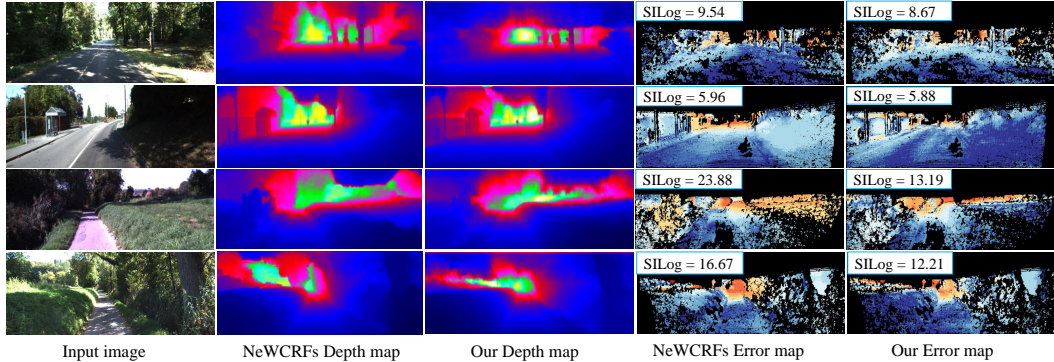 SILog = 9.54
SILog = 8.67
SILog = 5.96
SILog = 5.88
SILog = 23.88
SILog = 13.19
SILog = 16.67
SILog = 12.21
Input image
NeWCRFs Depth map
Our Depth map
NeWCRFs Error map
Our Error map